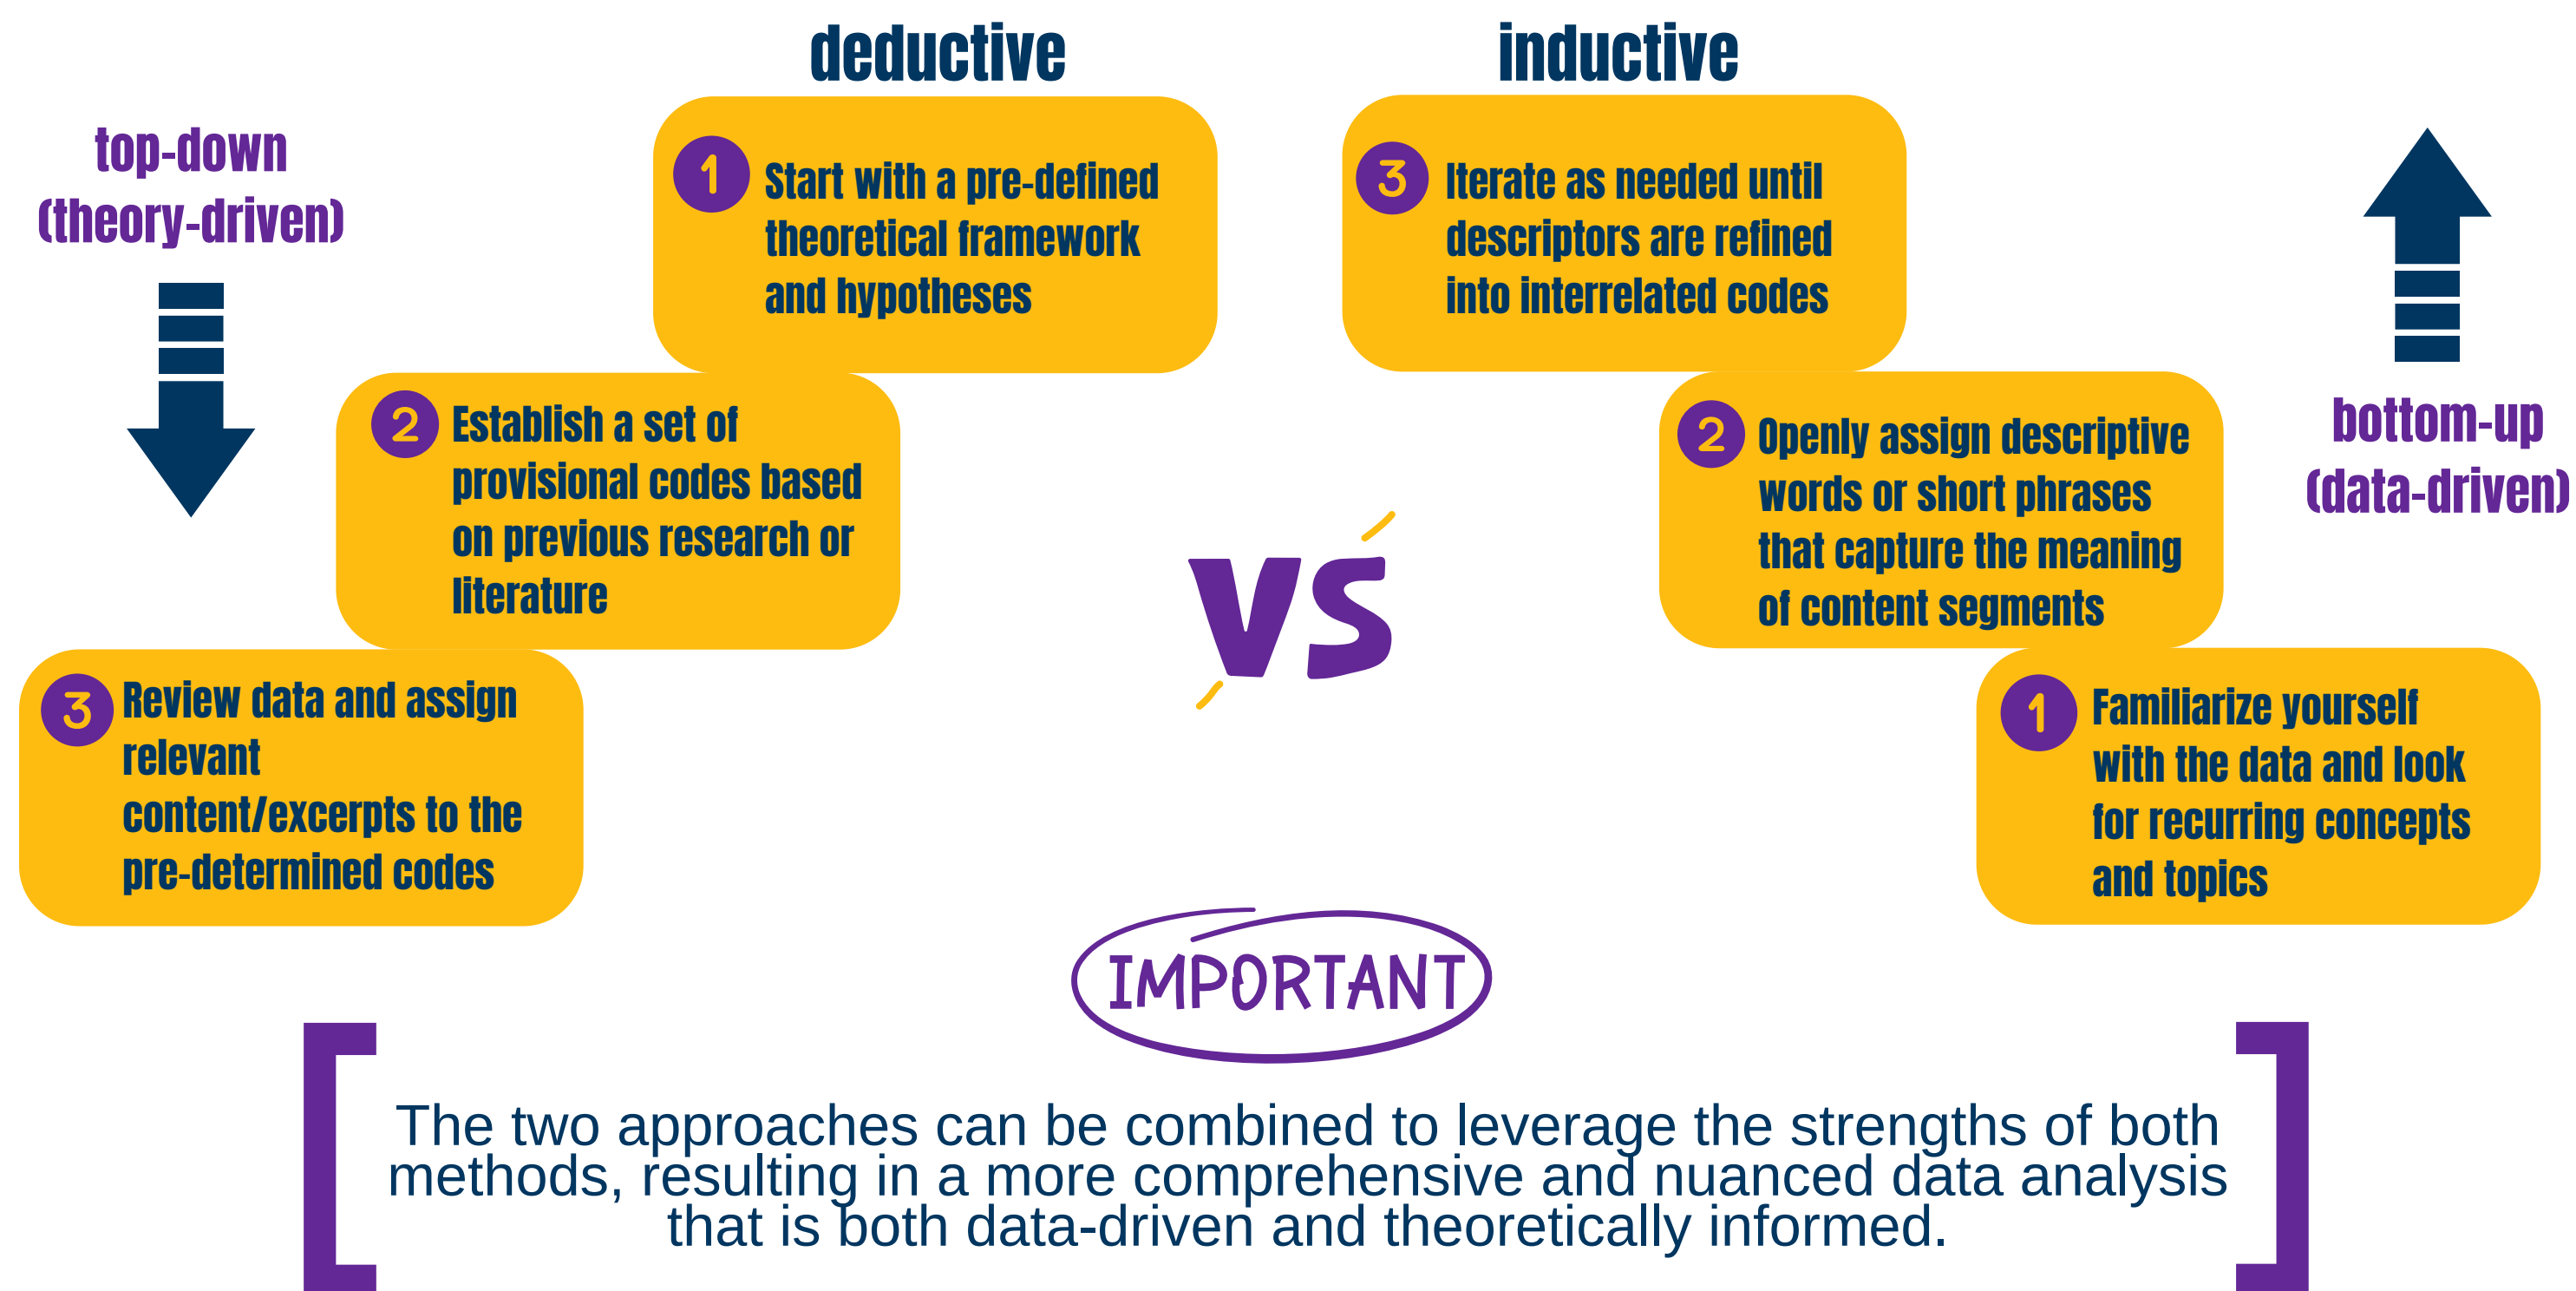 deductive
top-down
(theory-driven)
1
Start with a pre-defined
theoretical framework
and hypotheses
2
Establish a set of
provisional codes based
on previous research or
literature
3
Review data and assign
relevant
content/excerpts to the
pre-determined codes
VS
inductive
3
Iterate as needed until
descriptors are refined
into interrelated codes
2
Openly assign descriptive
words or short phrases
that capture the meaning
of content segments
1
Familiarize yourself
with the data and look
for recurring concepts
and topics
bottom-up
(data-driven)
IMPORTANT
The two approaches can be combined to leverage the strengths of both
methods, resulting in a more comprehensive and nuanced data analysis
that is both data-driven and theoretically informed.